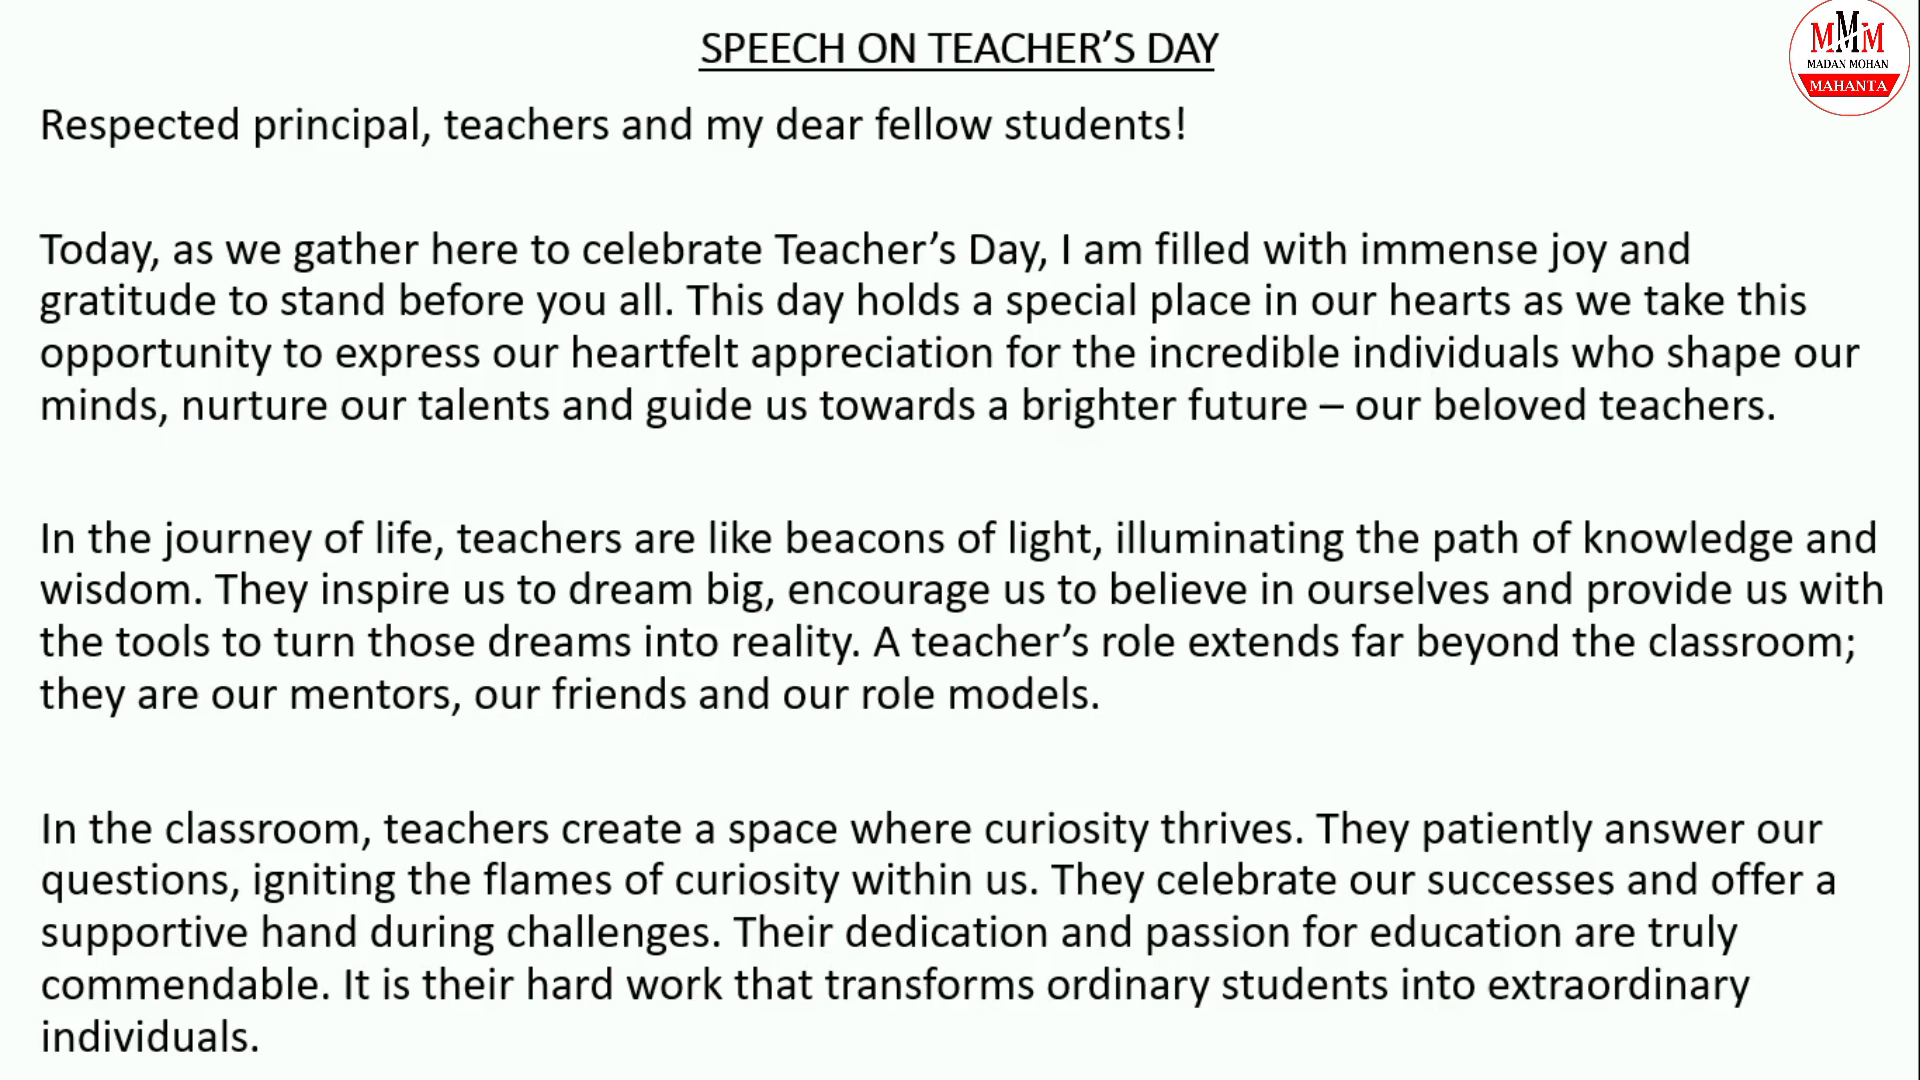 SPEECH ON TEACHER’S DAY
MMM
MADAN MOHAN
MAHANTA
Respected principal, teachers and my dear fellow students!
Today, as we gather here to celebrate Teacher’s Day, I am filled with immense joy and
gratitude to stand before you all. This day holds a special place in our hearts as we take this
opportunity to express our heartfelt appreciation for the incredible individuals who shape our
minds, nurture our talents and guide us towards a brighter future – our beloved teachers.
In the journey of life, teachers are like beacons of light, illuminating the path of knowledge and
wisdom. They inspire us to dream big, encourage us to believe in ourselves and provide us with
the tools to turn those dreams into reality. A teacher’s role extends far beyond the classroom;
they are our mentors, our friends and our role models.
In the classroom, teachers create a space where curiosity thrives. They patiently answer our
questions, igniting the flames of curiosity within us. They celebrate our successes and offer a
supportive hand during challenges. Their dedication and passion for education are truly
commendable. It is their hard work that transforms ordinary students into extraordinary
individuals.